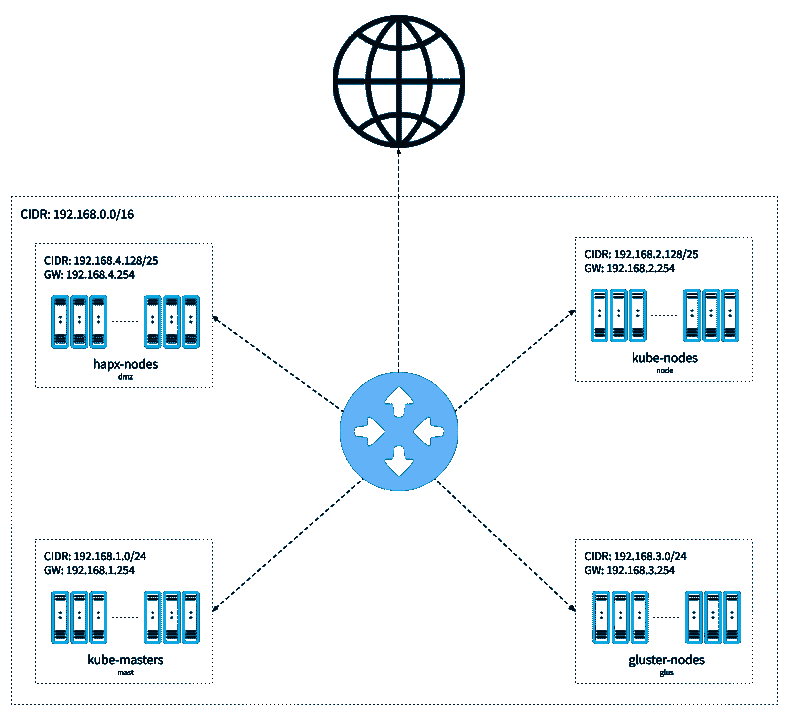 CIDR: 192.168.0.0/16
CIDR: 192.168.4.128/25
GW: 192.168.4.254
hapx-nodes
dmz
CIDR: 192.168.2.128/25
GW: 192.168.2.254
kube-nodes
node
CIDR: 192.168.1.0/24
GW: 192.168.1.254
kube-masters
mast
CIDR: 192.168.3.0/24
GW: 192.168.3.254
gluster-nodes
glus